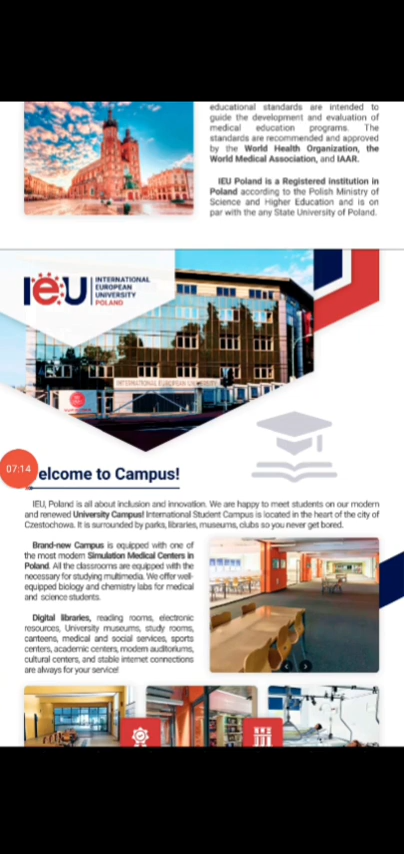 educational standards are intended to
guide the development and evaluation of
medical education programs. The
standards are recommended and approved
by the World Health Organization, the
World Medical Association, and IAAR.
IEU Poland is a Registered institution in
Poland according to the Polish Ministry of
Science and Higher Education and is on
par with the any State University of Poland.
IEU
INTERNATIONAL
EUROPEAN
UNIVERSITY
POLAND
INTERNATIONAL EUROPEAN UNIVERSITY
07:14
elcome to Campus!
IEU, Poland is all about inclusion and innovation. We are happy to meet students on our modern
and renewed University Campus! International Student Campus is located in the heart of the city of
Czestochowa. It is surrounded by parks, libraries, museums, clubs so you never get bored.
Brand-new Campus is equipped with one of
the most modern Simulation Medical Centers in
Poland. All the classrooms are equipped with the
necessary for studying multimedia. We offer well-
equipped biology and chemistry labs for medical
and science students.
Digital libraries, reading rooms, electronic
resources, University museums, study rooms,
canteens, medical and social services, sports
centers, academic centers, modern auditoriums,
cultural centers, and stable internet connections
are always for your service!